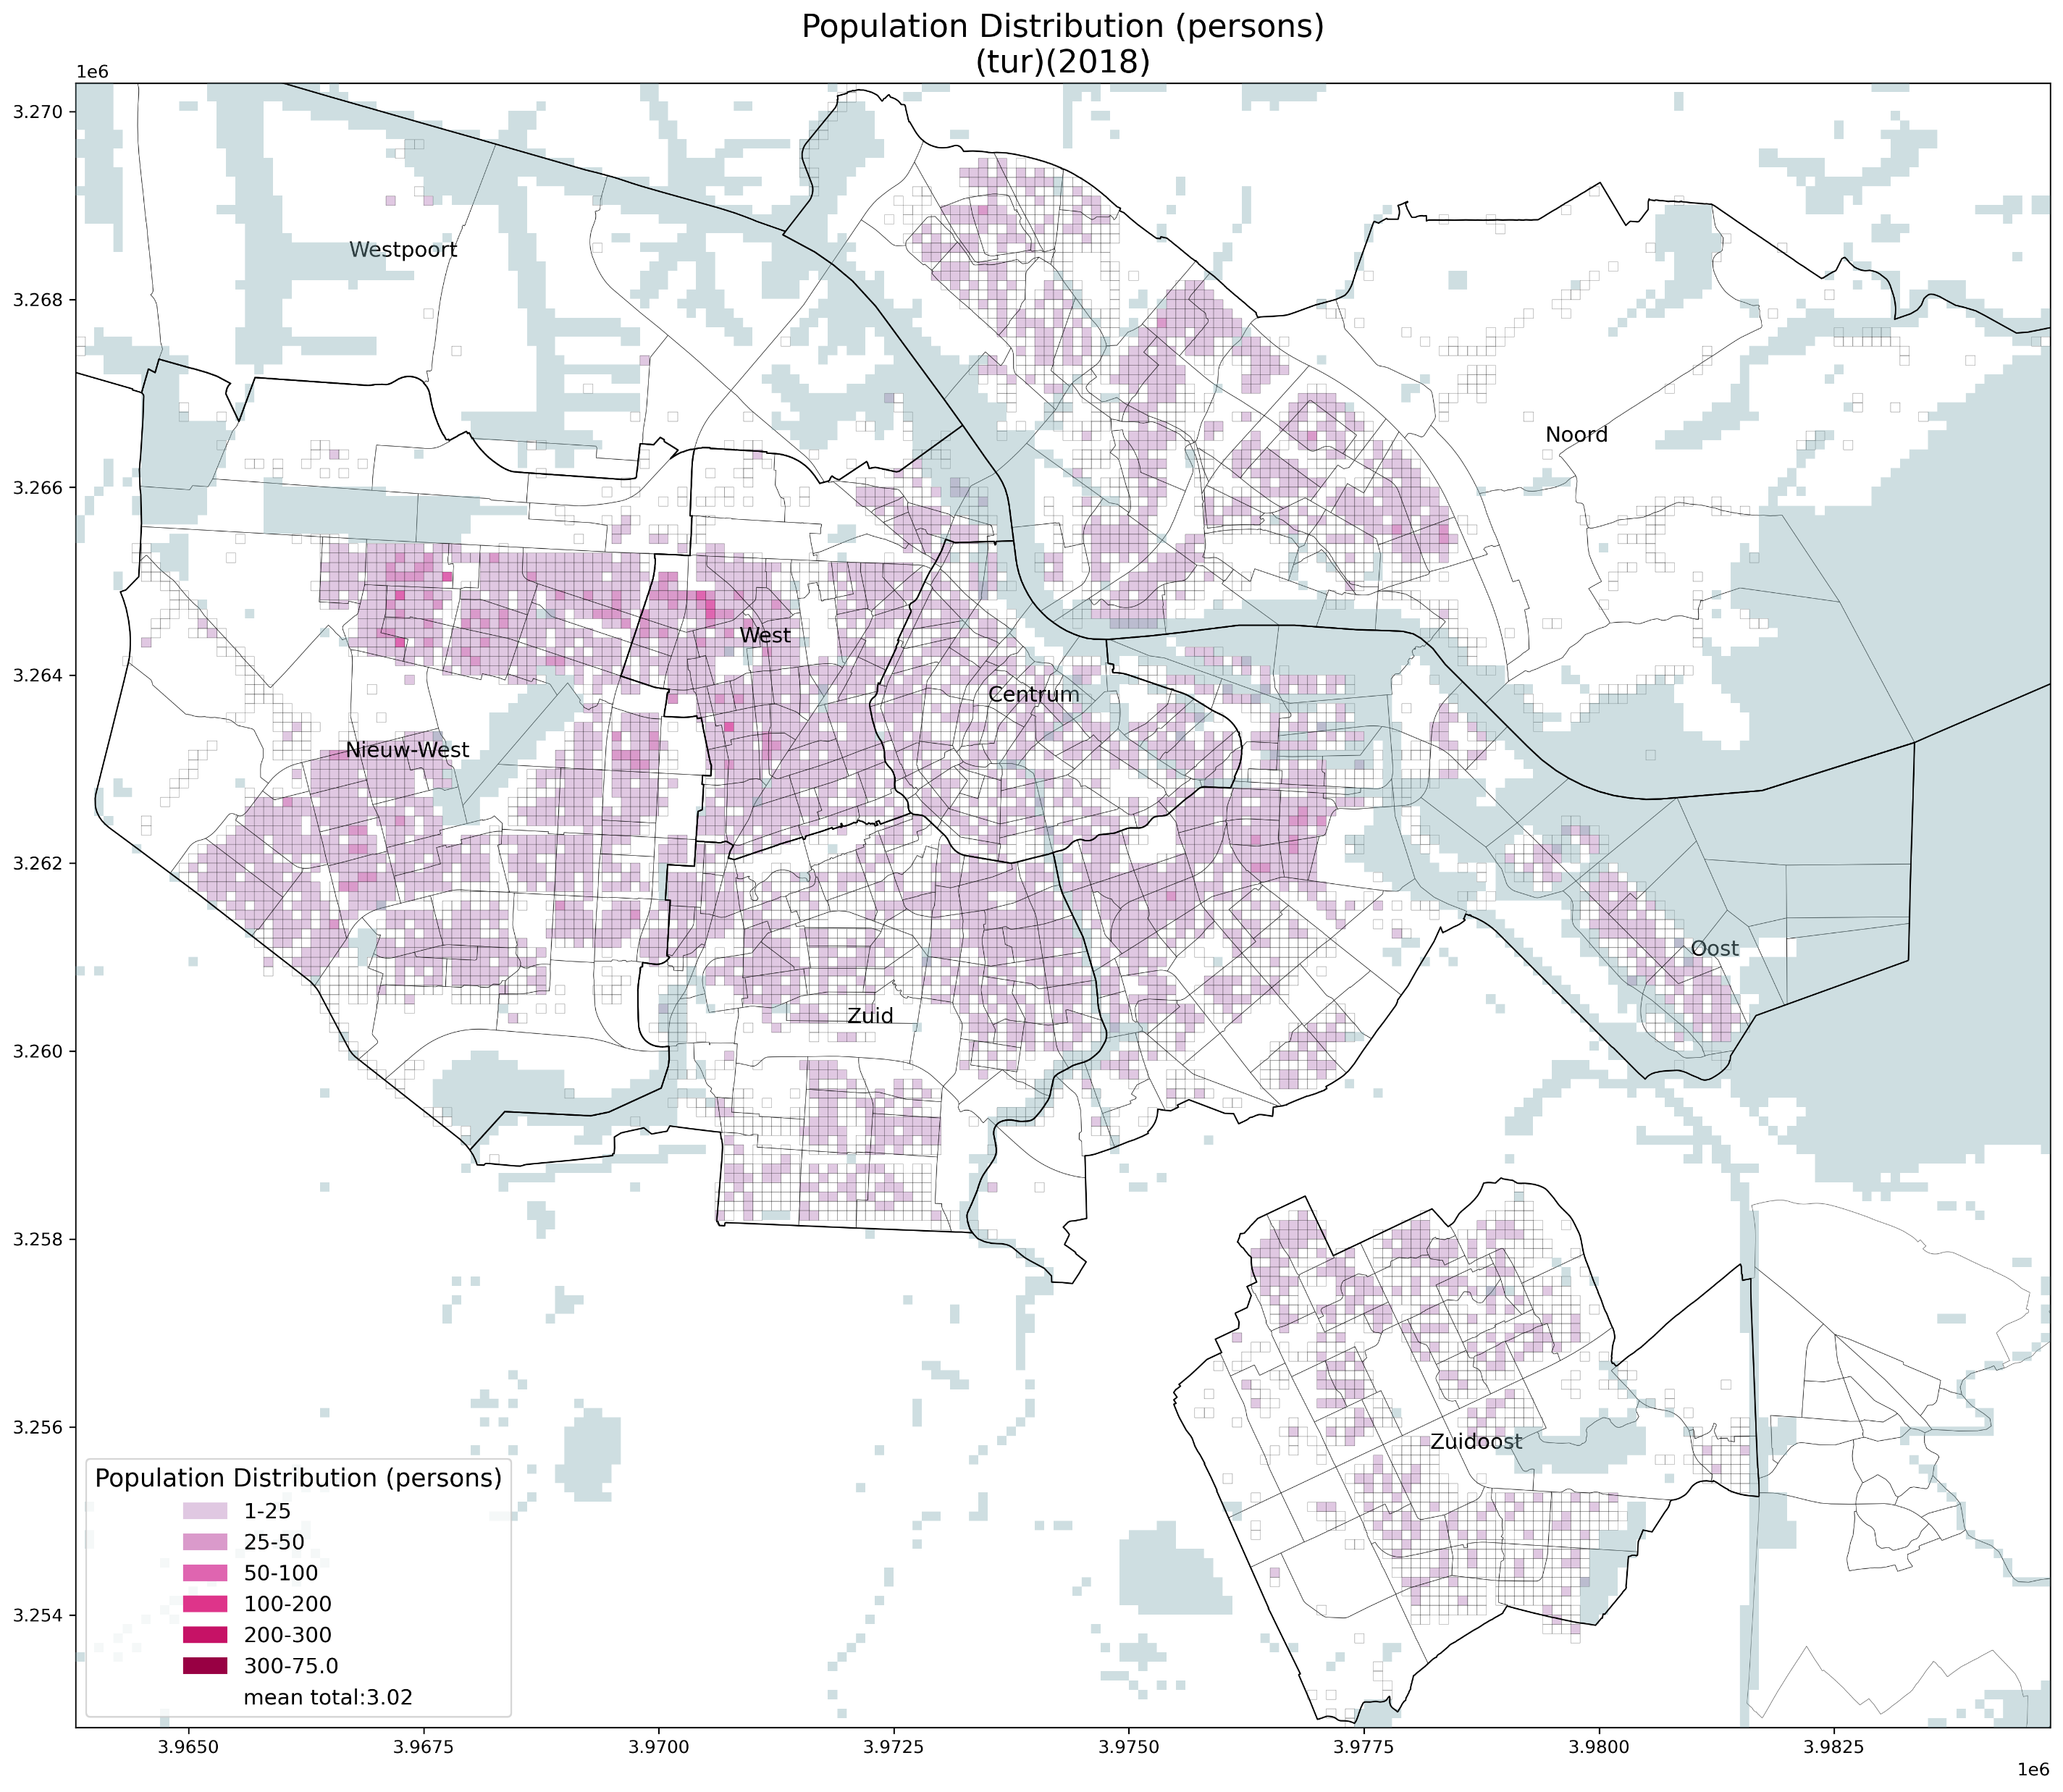 Population Distribution (persons)
(tur)(2018)
1e6
3.270
3.268
3.266
3.264
3.262
3.260
3.258
3.256
3.254
Westpoort
Noord
West
Centrum
Nieuw-West
Oost
Zuid
Zuidoost
Population Distribution (persons)
1-25
25-50
50-100
100-200
200-300
300-75.0
mean total:3.02
3.9650 3.9675 3.9700 3.9725 3.9750 3.9775 3.9800 3.9825
1e6